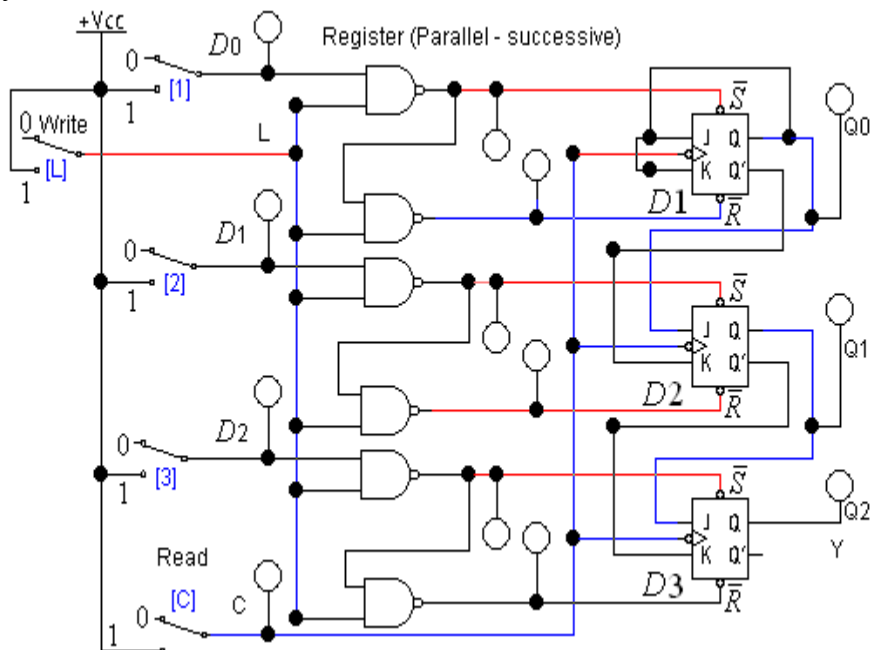 +Vcc
Register (Parallel - successive)
0
D0
1
[1]
S̅
0 Write
L
J Q
Q0
K Q'
1
[L]
D1
R̅
0
D1
1
[2]
S̅
J Q
Q1
K Q'
D2
R̅
0
D2
1
[3]
S̅
J Q
Q2
K Q'
Y
Read
D3
R̅
[C]
C
0
1